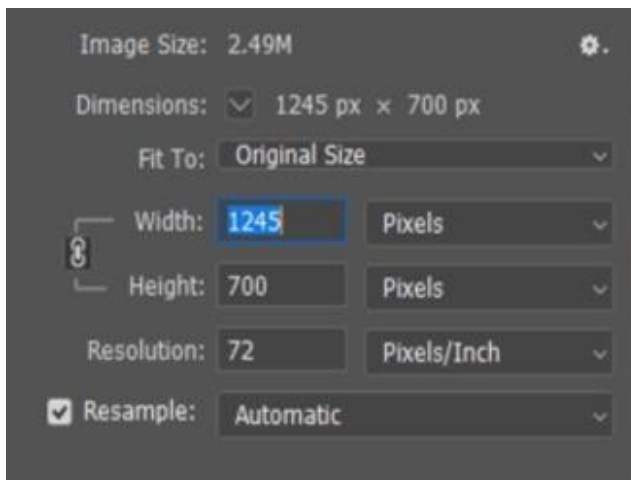 Image Size: 2.49M
Dimensions: 1245 px × 700 px
Fit To: Original Size
Width: 1245 Pixels
Height: 700 Pixels
Resolution: 72 Pixels/Inch
Resample: Automatic